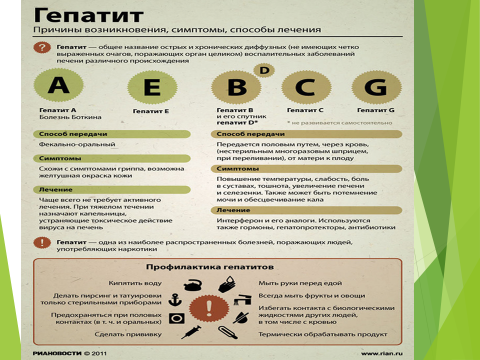 Гепатит
Причины возникновения, симптомы, способы лечения
? Гепатит — общее название острых и хронических диффузных (не имеющих четко
выраженных очагов, поражающих орган целиком) воспалительных заболеваний
печени различного происхождения
A E B D C G
Гепатит A
Болезнь Боткина
Гепатит E
Гепатит B
и его спутник
гепатит D*
Гепатит C
Гепатит G
* не развивается самостоятельно
Способ передачи
Фекально-оральный
Симптомы
Схожи с симптомами гриппа, возможна
желтушная окраска кожи
Лечение
Чаще всего не требует активного
лечения. При тяжелом течении
назначают капельницы,
устраняющие токсическое действие
вируса на печень
Способ передачи
Передается половым путем, через кровь,
(нестерильным многоразовым шприцем,
при переливании), от матери к плоду
Симптомы
Повышение температуры, слабость, боль
в суставах, тошнота, увеличение печени
и селезенки. Также может быть потемнение
мочи и обесцвечивание кала
Лечение
Интерферон и его аналоги. Используются
также гормоны, гепатопротекторы, антибиотики
! Гепатит — одна из наиболее распространенных болезней, поражающих людей,
употребляющих наркотики
Профилактика гепатитов
Кипятить воду
Делать пирсинг и татуировки
только стерильными приборами
Предохраняться при половых
контактах (в т. ч. и оральных)
Сделать прививку
!
Мыть руки перед едой
Всегда мыть фрукты и овощи
Избегать контакта с биологическими
жидкостями других людей,
в том числе с кровью
Термически обрабатывать продукт
РИАНОВОСТИ © 2011
www.rian.ru